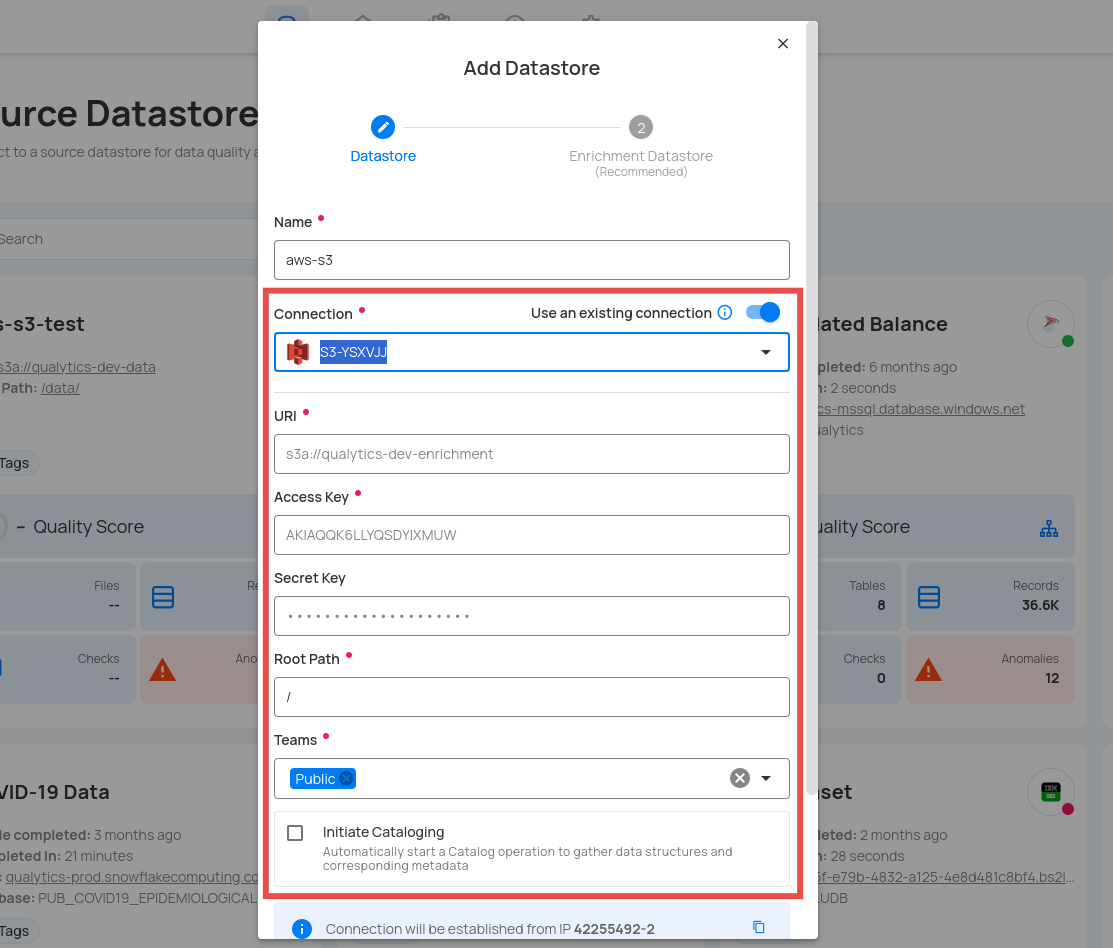 Add Datastore
2
Datastore
Enrichment Datastore
(Recommended)
urce Datastore
ct to a source datastore for data quality a
Search
Name
aws-s3
Connection
Use an existing connection
S3-YSXVJJ
URI
s3a://qualytics-dev-enrichment
Access Key
AKIAQQK6LLYQSDYIXMUW
Secret Key
••••••••••••••••••••
Root Path
/
Teams
Public
Initiate Cataloging
Automatically start a Catalog operation to gather data structures and
corresponding metadata
Connection will be established from IP 42255492-2
-s3-test
s3a://qualytics-dev-data
Path: /data/
Tags
– Quality Score
Files
--
Re
Checks
--
Ano
VID-19 Data
le completed: 3 months ago
pleted In: 21 minutes
: qualytics-prod.snowflakecomputing.co
base: PUB_COVID19_EPIDEMIOLOGICAL
Tags
lated Balance
pleted: 6 months ago
n: 2 seconds
cs-mssql.database.windows.net
ualytics
uality Score
Tables
8
Records
36.6K
Checks
0
Anomalies
12
aset
IBM
DB2
leted: 2 months ago
n: 28 seconds
5f-e79b-4832-a125-4e8d481c8bf4.bs2i...
LUDB